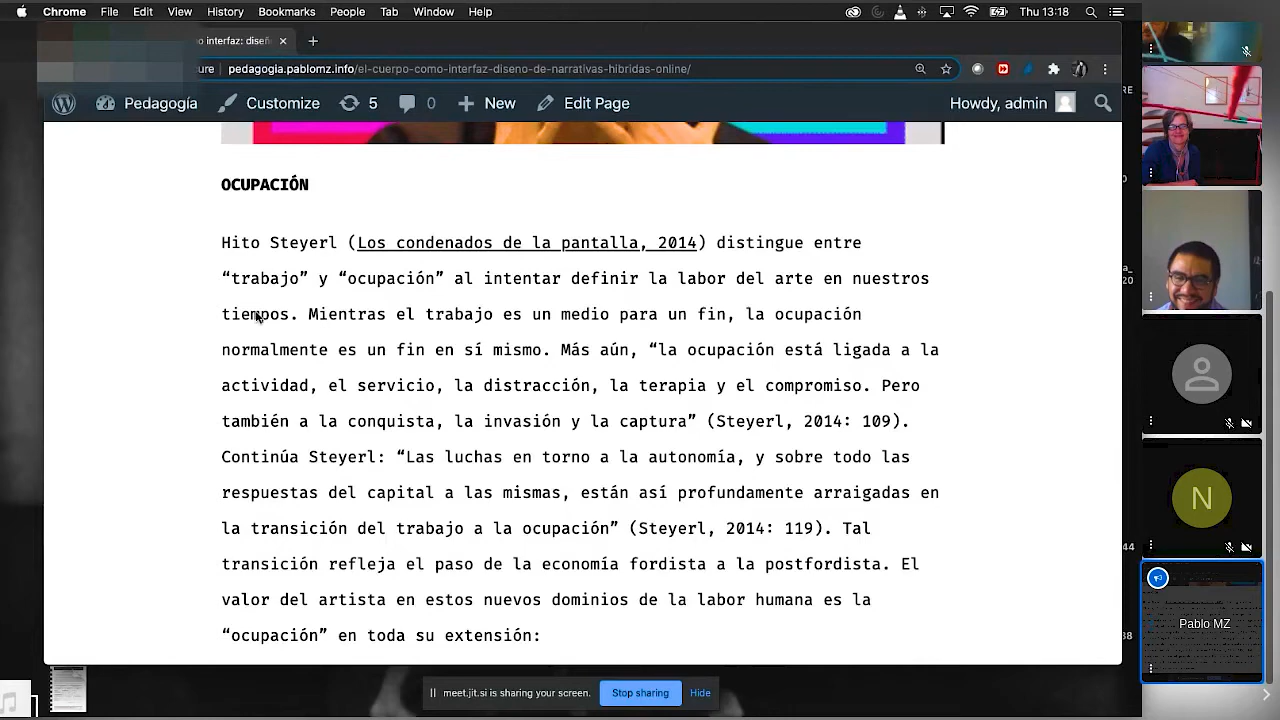 Chrome File Edit View History Bookmarks People Tab Window Help Thu 13:18
o interfaz: diseñ
ure pedagogia.pablomz.info/el-cuerpo-como-interfaz-diseno-de-narrativas-hibridas-online/
Pedagogía Customize 5 0 New Edit Page Howdy, admin
OCUPACIÓN
Hito Steyerl (Los condenados de la pantalla, 2014) distingue entre
“trabajo” y “ocupación” al intentar definir la labor del arte en nuestros
tiempos. Mientras el trabajo es un medio para un fin, la ocupación
normalmente es un fin en sí mismo. Más aún, “la ocupación está ligada a la
actividad, el servicio, la distracción, la terapia y el compromiso. Pero
también a la conquista, la invasión y la captura” (Steyerl, 2014: 109).
Continúa Steyerl: “Las luchas en torno a la autonomía, y sobre todo las
respuestas del capital a las mismas, están así profundamente arraigadas en
la transición del trabajo a la ocupación” (Steyerl, 2014: 119). Tal
transición refleja el paso de la economía fordista a la postfordista. El
valor del artista en estos nuevos dominios de la labor humana es la
“ocupación” en toda su extensión:
N
Pablo MZ
meet.jit.si is sharing your screen. Stop sharing Hide